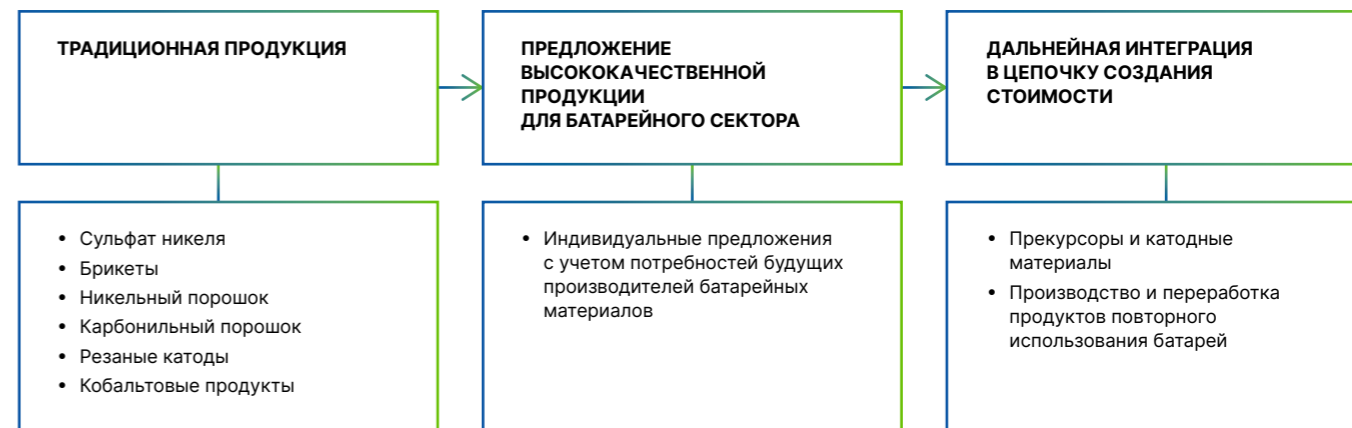 ТРАДИЦИОННАЯ ПРОДУКЦИЯ
ПРЕДЛОЖЕНИЕ
ВЫСОКОКАЧЕСТВЕННОЙ
ПРОДУКЦИИ
ДЛЯ БАТАРЕЙНОГО СЕКТОРА
ДАЛЬНЕЙНАЯ ИНТЕГРАЦИЯ
В ЦЕПОЧКУ СОЗДАНИЯ
СТОИМОСТИ
• Сульфат никеля
• Брикеты
• Никельный порошок
• Карбонильный порошок
• Резаные катоды
• Кобальтовые продукты
• Индивидуальные предложения
с учетом потребностей будущих
производителей батарейных
материалов
• Прекурсоры и катодные
материалы
• Производство и переработка
продуктов повторного
использования батарей